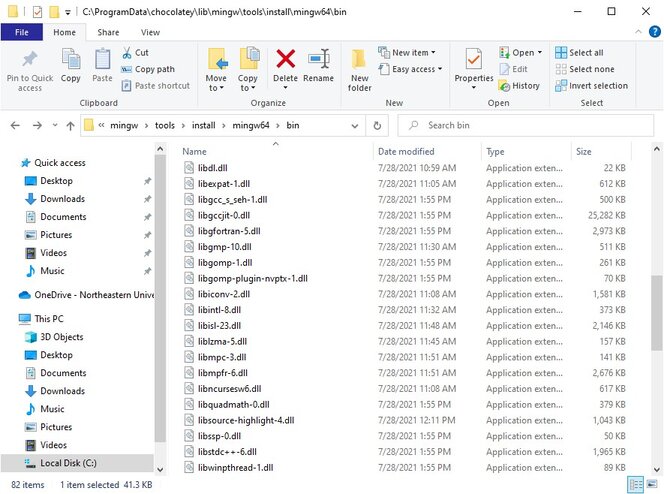 C:\ProgramData\chocolatey\lib\mingw\tools\install\mingw64\bin
File Home Share View
Pin to Quick access
Copy
Paste
Cut
Copy path
Paste shortcut
Clipboard
Move to
Copy to
Delete
Rename
Organize
New folder
New item
Easy access
New
Properties
Open
Edit
History
Open
Select all
Select none
Invert selection
Select
« mingw › tools › install › mingw64 › bin
Search bin
Quick access
Desktop
Downloads
Documents
Pictures
Videos
Music
OneDrive - Northeastern Unive
This PC
3D Objects
Desktop
Documents
Downloads
Music
Pictures
Videos
Local Disk (C:)
Name Date modified Type Size
libdl.dll 7/28/2021 10:59 AM Application exten... 22 KB
libexpat-1.dll 7/28/2021 11:05 AM Application exten... 612 KB
libgcc_s_seh-1.dll 7/28/2021 1:55 PM Application exten... 500 KB
libgccjit-0.dll 7/28/2021 1:55 PM Application exten... 25,282 KB
libgfortran-5.dll 7/28/2021 1:55 PM Application exten... 2,973 KB
libgmp-10.dll 7/28/2021 11:30 AM Application exten... 511 KB
libgomp-1.dll 7/28/2021 1:55 PM Application exten... 261 KB
libgomp-plugin-nvptx-1.dll 7/28/2021 1:55 PM Application exten... 70 KB
libiconv-2.dll 7/28/2021 11:08 AM Application exten... 1,581 KB
libintl-8.dll 7/28/2021 11:32 AM Application exten... 373 KB
libisl-23.dll 7/28/2021 11:48 AM Application exten... 2,146 KB
liblzma-5.dll 7/28/2021 11:45 AM Application exten... 157 KB
libmpc-3.dll 7/28/2021 11:51 AM Application exten... 141 KB
libmpfr-6.dll 7/28/2021 11:51 AM Application exten... 2,676 KB
libncursesw6.dll 7/28/2021 11:08 AM Application exten... 617 KB
libquadmath-0.dll 7/28/2021 1:55 PM Application exten... 379 KB
libsource-highlight-4.dll 7/28/2021 12:11 PM Application exten... 1,043 KB
libssp-0.dll 7/28/2021 1:55 PM Application exten... 50 KB
libstdc++-6.dll 7/28/2021 1:55 PM Application exten... 1,965 KB
libwinpthread-1.dll 7/28/2021 1:55 PM Application exten... 89 KB
82 items 1 item selected 41.3 KB